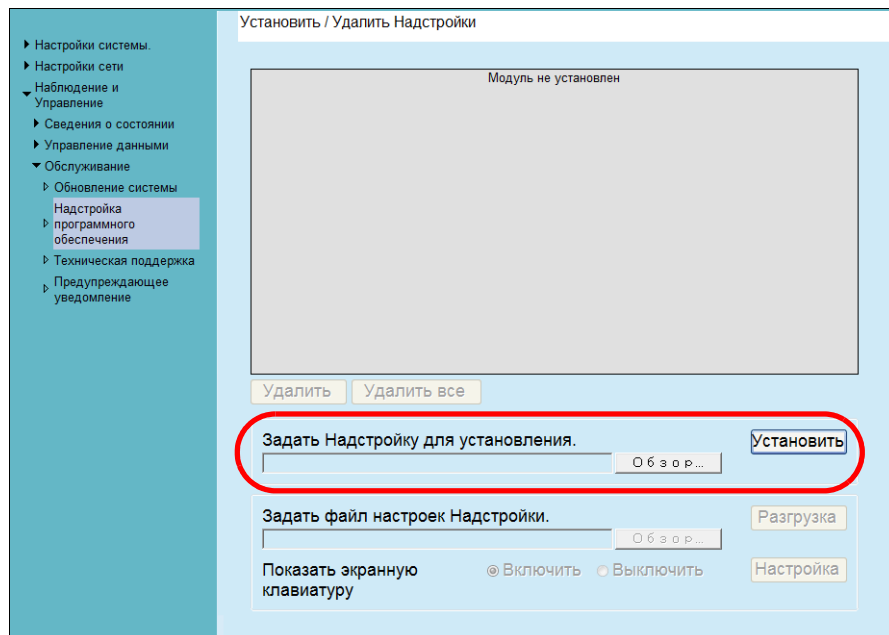 Установить / Удалить Надстройки
Настройки системы.
Настройки сети
Наблюдение и
Управление
Сведения о состоянии
Управление данными
Обслуживание
Обновление системы
Надстройка
программного
обеспечения
Техническая поддержка
Предупреждающее
уведомление
Модуль не установлен
Удалить Удалить все
Задать Надстройку для установления.
Установить
Обзор...
Задать файл настроек Надстройки.
Разгрузка
Обзор...
Показать экранную
клавиатуру
Включить Выключить
Настройка